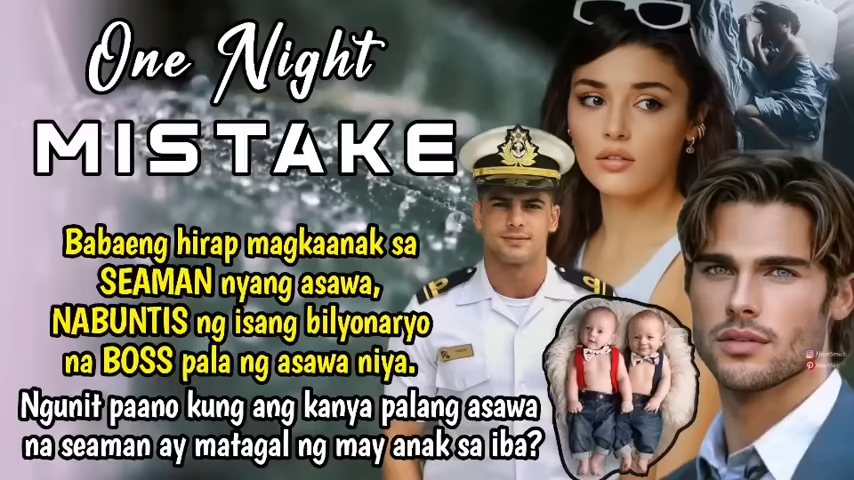 One Night
MISTAKE
Babaeng hirap magkaanak sa
SEAMAN nyang asawa,
NABUNTIS ng isang bilyonaryo
na BOSS pala ng asawa niya.
Ngunit paano kung ang kanya palang asawa
na seaman ay matagal ng may anak sa iba?